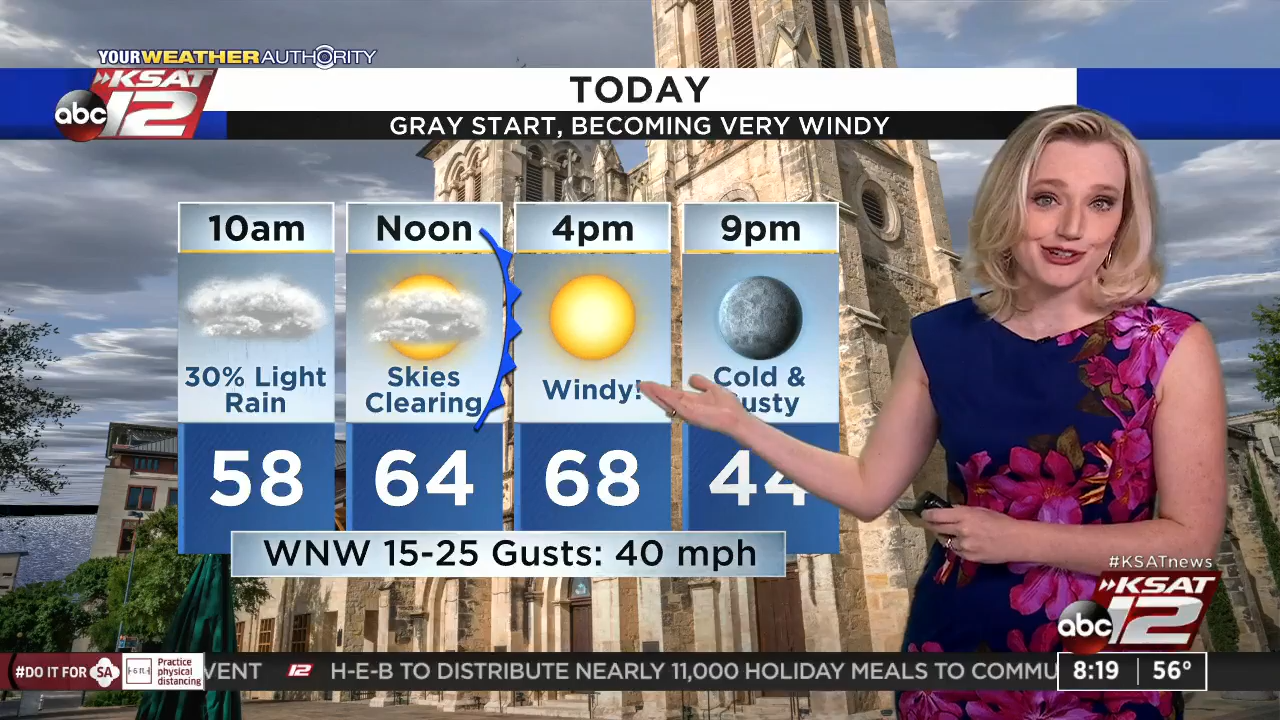 YOURWEATHERAUTHORITY
KSAT
abc 12
TODAY
GRAY START, BECOMING VERY WINDY
10am
Noon
4pm
9pm
30% Light
Rain
Skies
Clearing
Windy!
Cold &
usty
58
64
68
44
WNW 15-25 Gusts: 40 mph
#KSATnews
KSAT
abc 12
#DO IT FOR SA
Practice
physical
distancing
VENT
12
H-E-B TO DISTRIBUTE NEARLY 11,000 HOLIDAY MEALS TO COMMU
8:19
56°